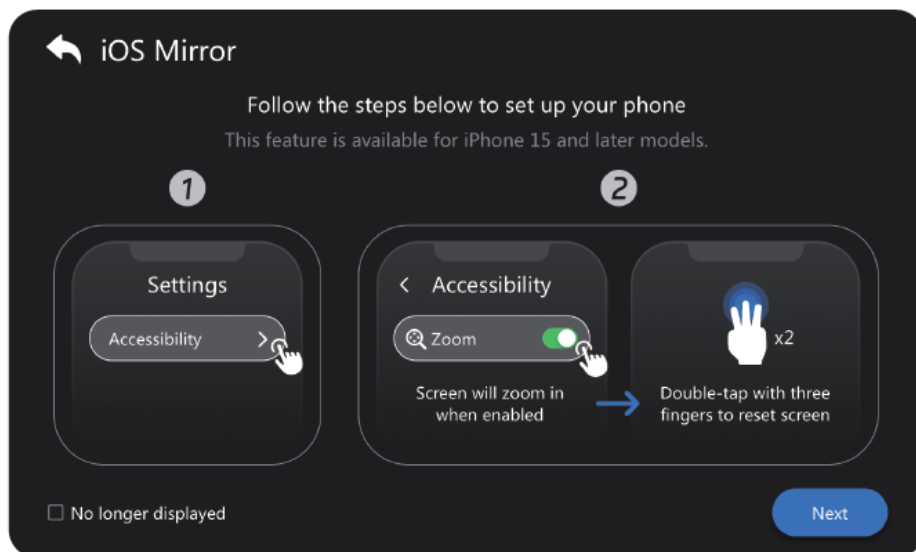 iOS Mirror
Follow the steps below to set up your phone
This feature is available for iPhone 15 and later models.
1
2
Settings
Accessibility >
< Accessibility
Zoom
Screen will zoom in
when enabled
x2
Double-tap with three
fingers to reset screen
No longer displayed
Next